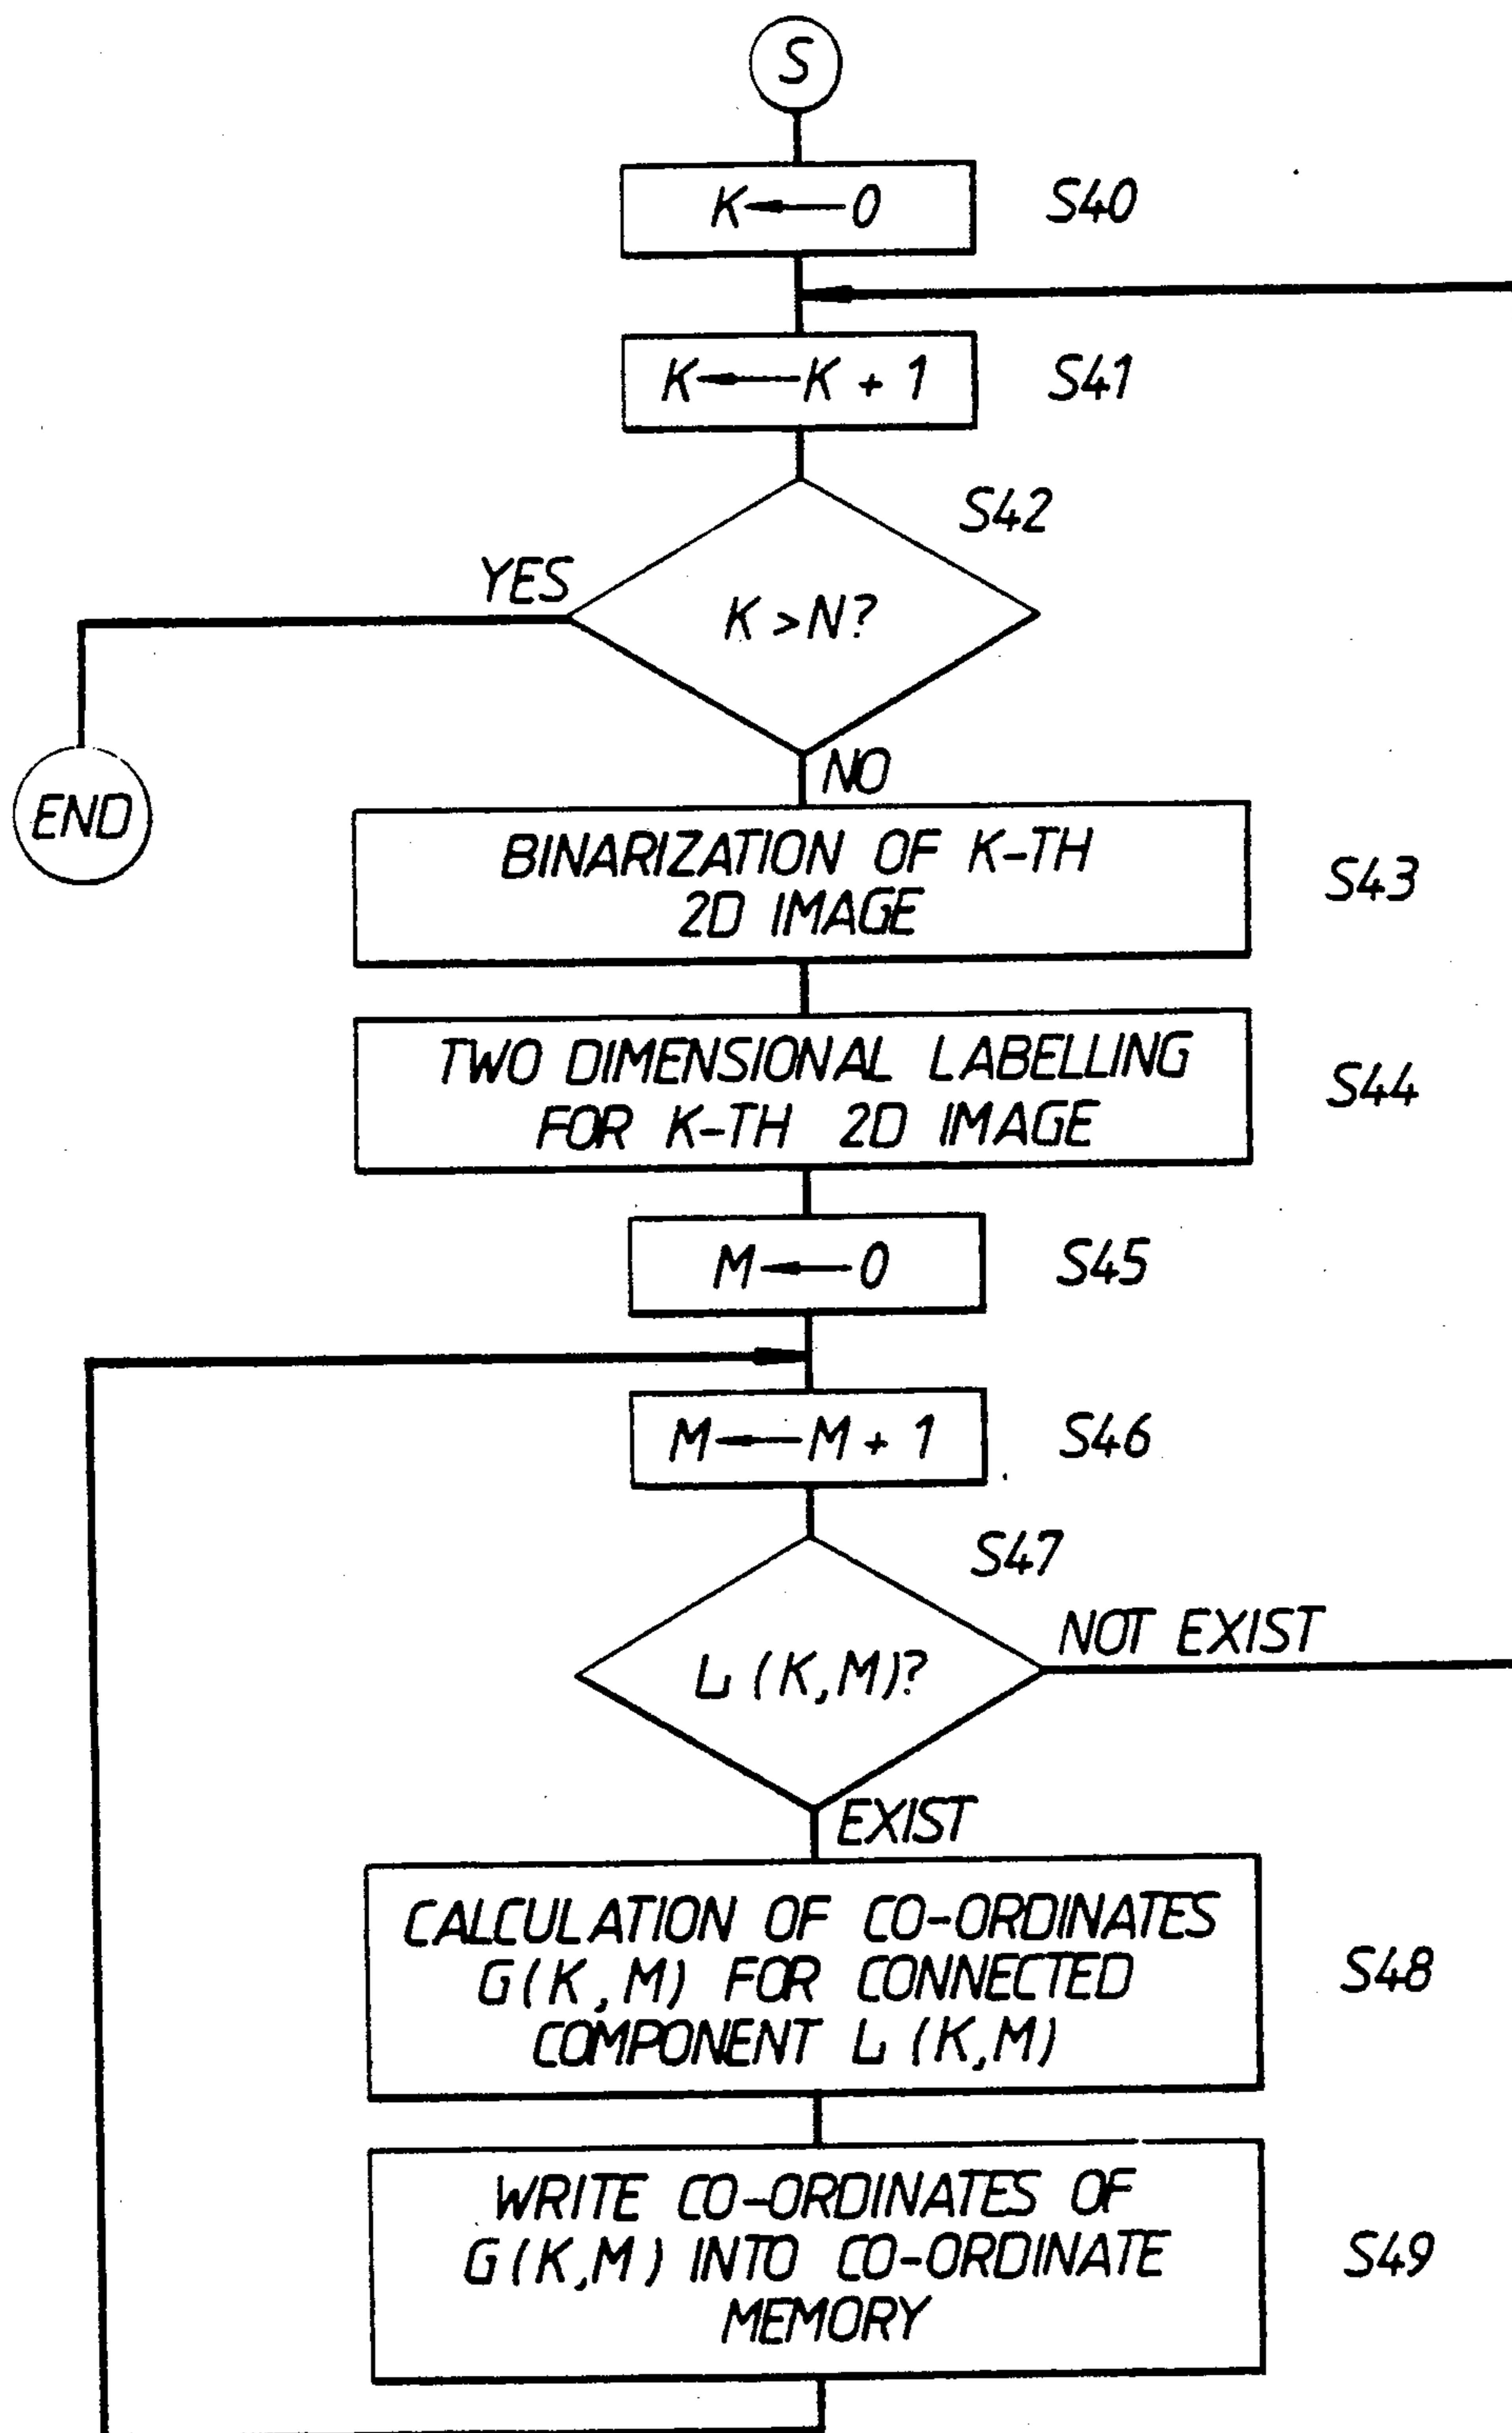 S
K←0
S40
K←K + 1
S41
S42
YES
K >N?
NO
END
BINARIZATION OF K-TH
2D IMAGE
S43
TWO DIMENSIONAL LABELLING
FOR K-TH 2D IMAGE
S44
M←0
S45
M←M + 1
S46
S47
NOT EXIST
L (K,M)?
EXIST
CALCULATION OF CO-ORDINATES
G(K,M) FOR CONNECTED
COMPONENT L (K,M)
S48
WRITE CO-ORDINATES OF
G(K,M) INTO CO-ORDINATE
MEMORY
S49